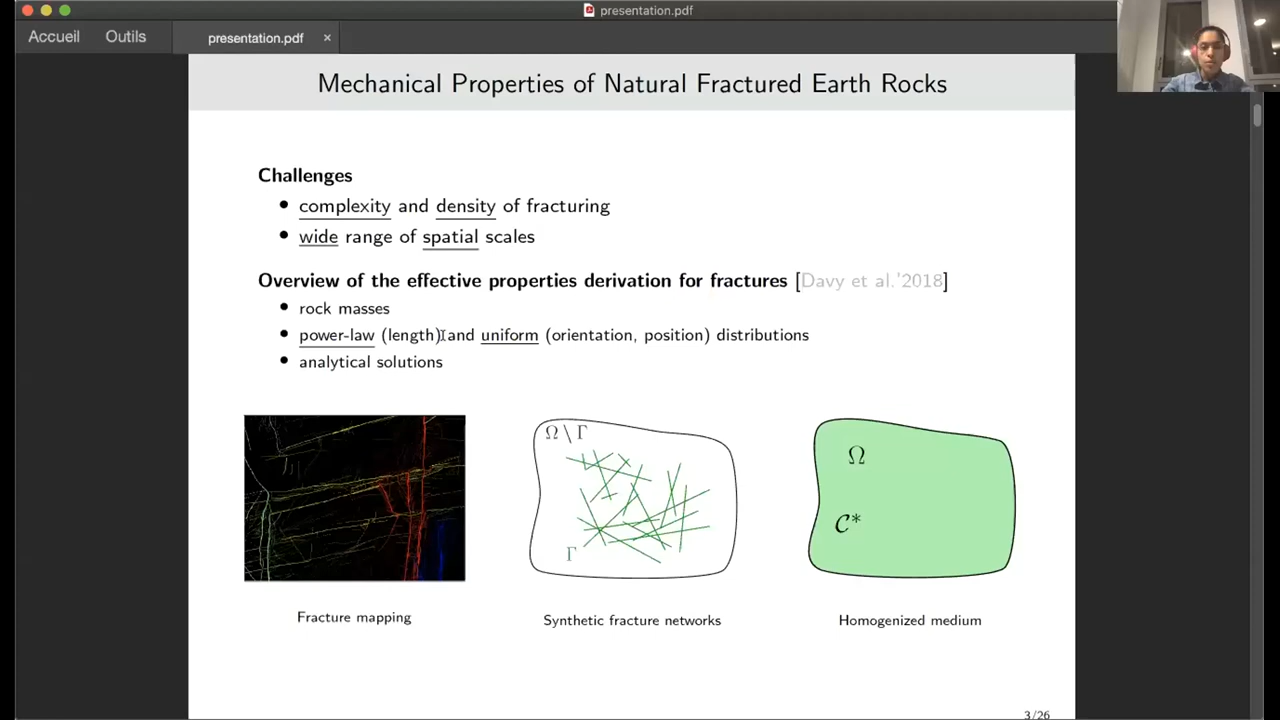 presentation.pdf
Accueil
Outils
presentation.pdf ×
Mechanical Properties of Natural Fractured Earth Rocks
Challenges
• complexity and density of fracturing
• wide range of spatial scales
Overview of the effective properties derivation for fractures [Davy et al.'2018]
• rock masses
• power-law (length) and uniform (orientation, position) distributions
• analytical solutions
Ω \ Γ
Γ
Ω
𝒞*
Fracture mapping
Synthetic fracture networks
Homogenized medium
3/26